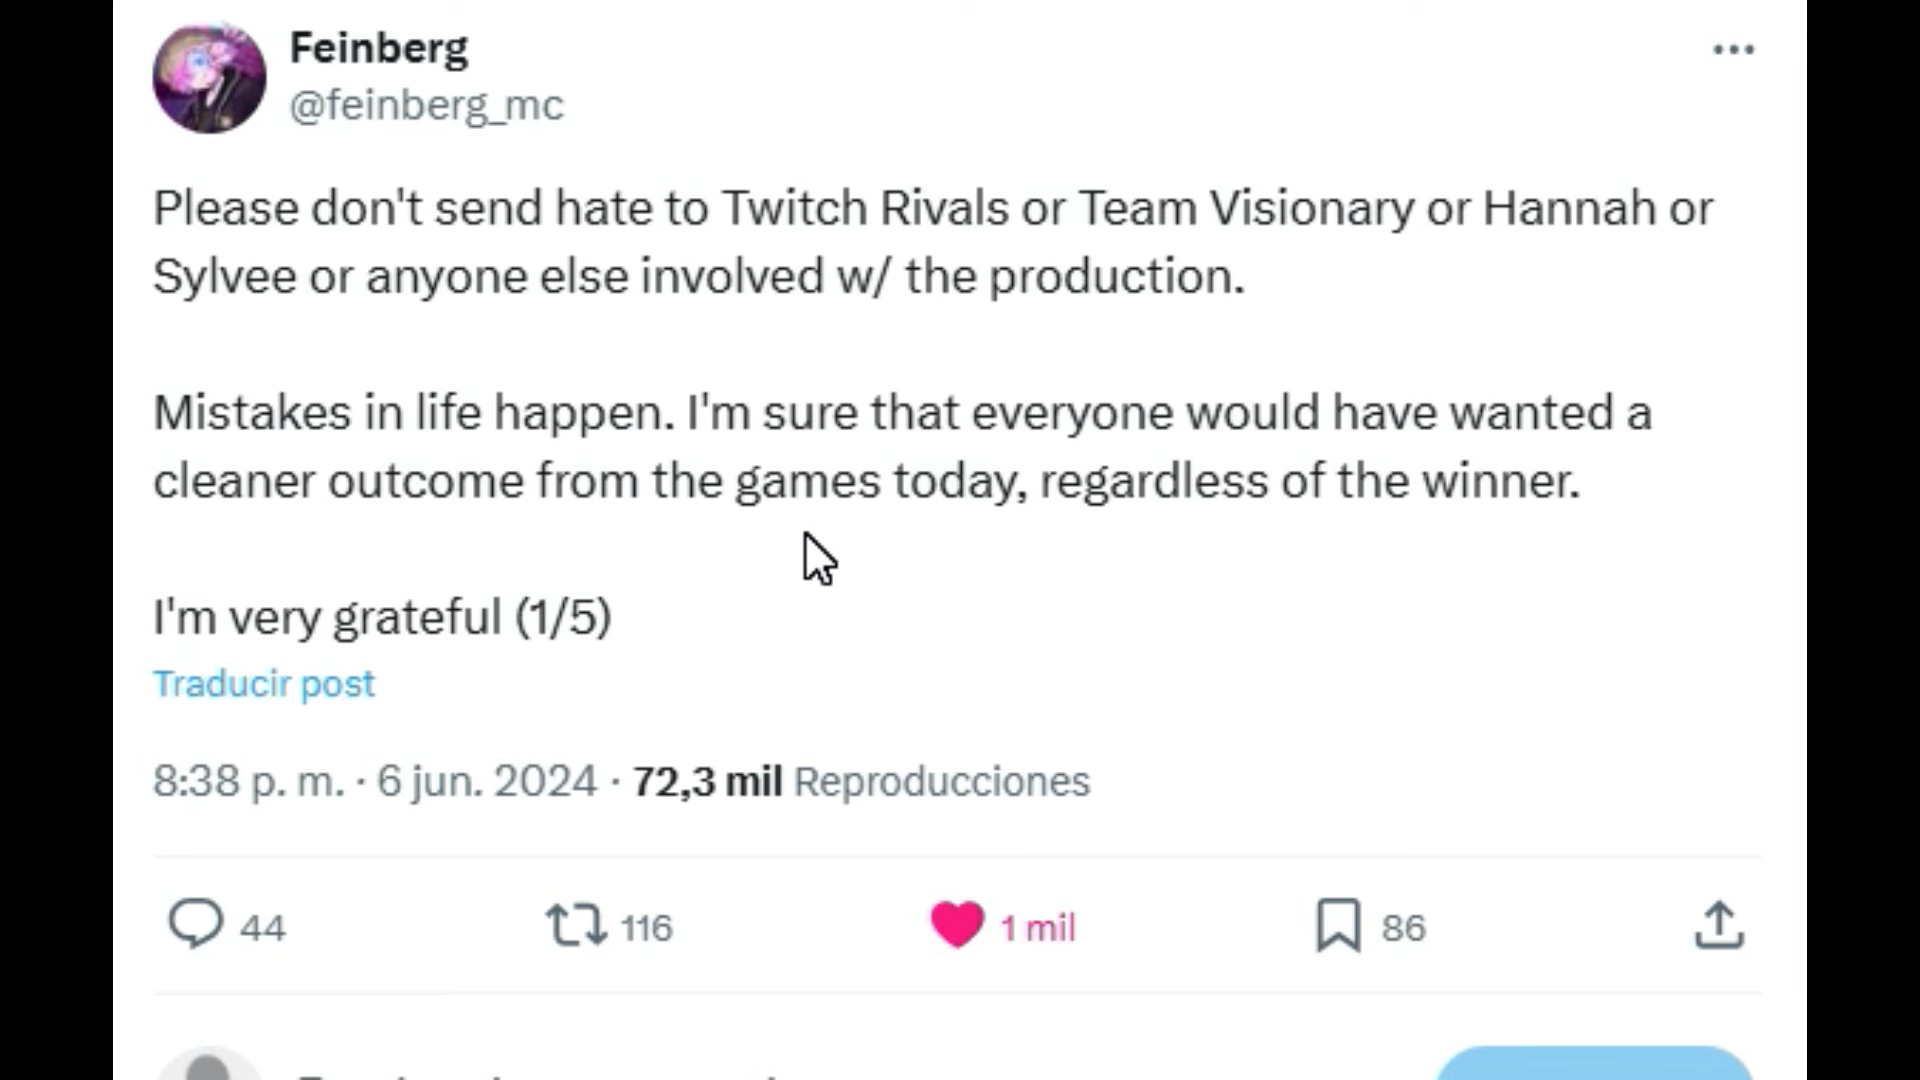 Feinberg
@feinberg_mc
Please don't send hate to Twitch Rivals or Team Visionary or Hannah or
Sylvee or anyone else involved w/ the production.
Mistakes in life happen. I'm sure that everyone would have wanted a
cleaner outcome from the games today, regardless of the winner.
I'm very grateful (1/5)
Traducir post
8:38 p. m. · 6 jun. 2024 · 72,3 mil Reproducciones
44 116 1 mil 86